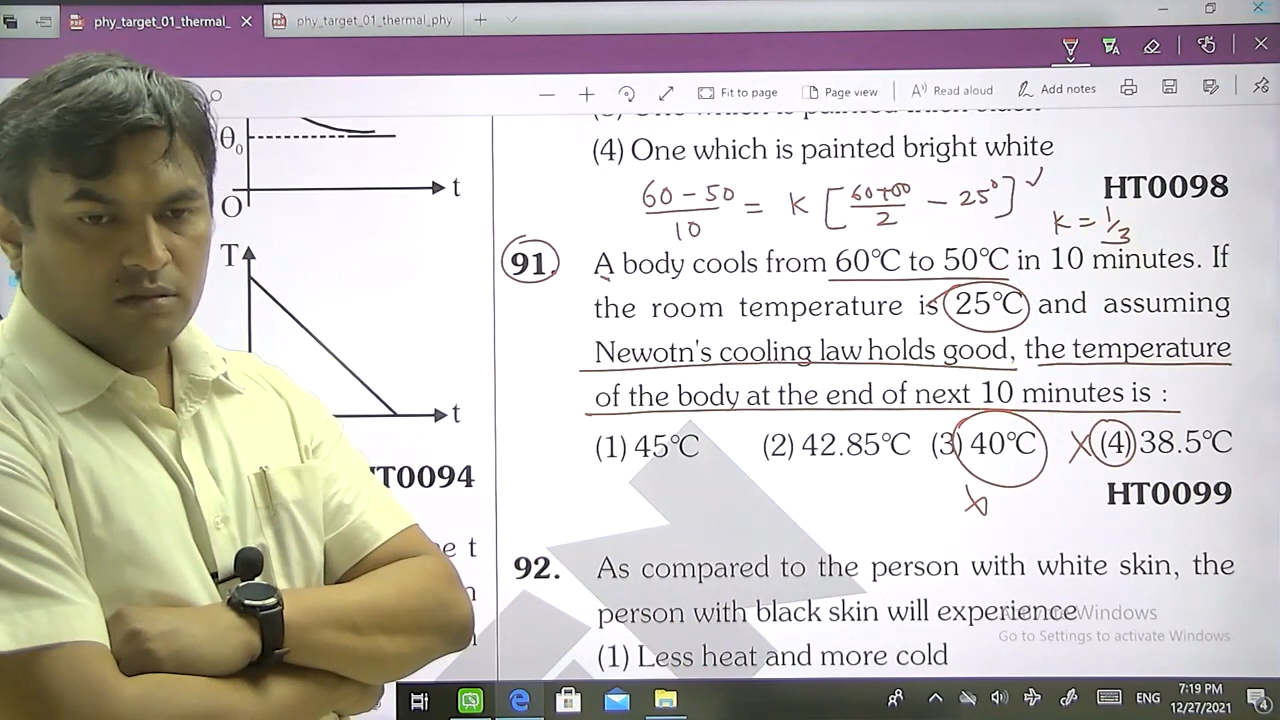 phy_target_01_thermal_
phy_target_01_thermal_phy
Fit to page
Page view
Read aloud
Add notes
θ₀
O
t
T
t
T0094
e t
(4) One which is painted bright white
HT0098
60 - 50 / 10 = K [ 60+50 / 2 - 25° ] ✓
K = 1/3
91. A body cools from 60°C to 50°C in 10 minutes. If
the room temperature is 25°C and assuming
Newotn's cooling law holds good, the temperature
of the body at the end of next 10 minutes is :
(1) 45°C (2) 42.85°C (3) 40°C (4) 38.5°C
HT0099
92. As compared to the person with white skin, the
person with black skin will experience
(1) Less heat and more cold
Activate Windows
Go to Settings to activate Windows.
ENG
7:19 PM
12/27/2021
4